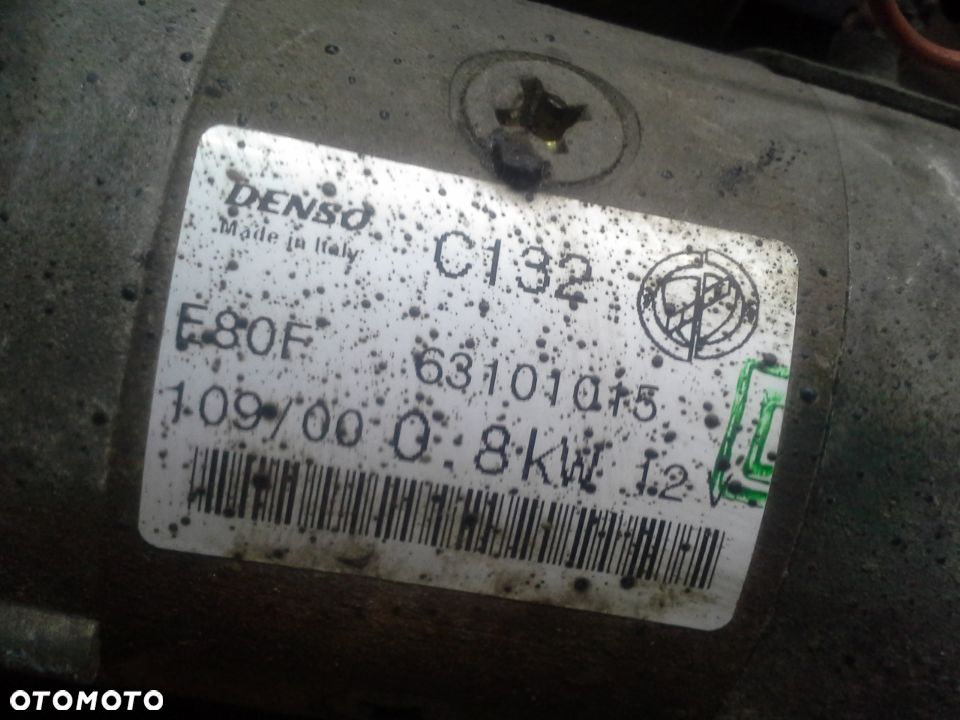 DENSO
Made in Italy
C132
E80F
63101015
109/00 0.8kW 12 V
OTOMOTO